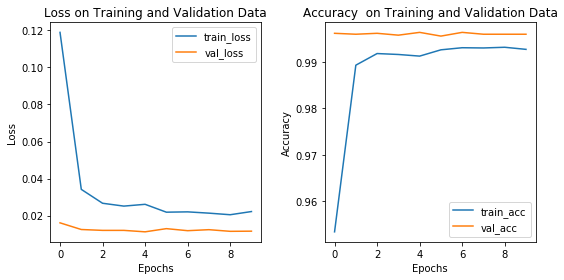 Loss on Training and Validation Data
0.12
0.10
0.08
0.06
0.04
0.02
Loss
train_loss
val_loss
0 2 4 6 8
Epochs
Accuracy  on Training and Validation Data
0.99
0.98
0.97
0.96
Accuracy
train_acc
val_acc
0 2 4 6 8
Epochs